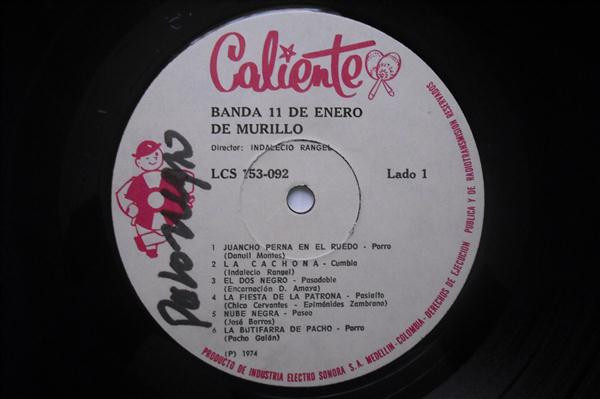 Caliente
BANDA 11 DE ENERO
DE MURILLO
Director: INDALECIO RANGEL
LCS 153-092 Lado 1
1 JUANCHO PERNA EN EL RUEDO - Porro
(Danuil Montes)
2 LA CACHONA - Cumbia
(Indalecio Rangel)
3 EL DOS NEGRO - Pasodoble
(Encarnación D. Amaya)
4 LA FIESTA DE LA PATRONA - Pasiaito
(Chico Cervantes - Epiménides Zambrano)
5 NUBE NEGRA - Paseo
(José Barros)
6 LA BUTIFARRA DE PACHO - Porro
(Pacho Galán)
(P) 1974
PRODUCTO DE INDUSTRIA ELECTRO SONORA S. A. MEDELLIN - COLOMBIA - DERECHOS DE EJECUCION PUBLICA Y DE RADIOTRANSMISION RESERVADOS